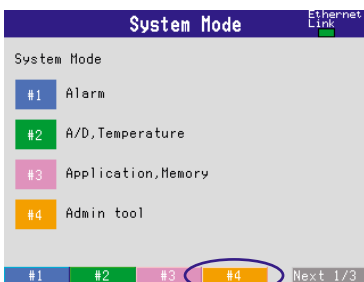 System Mode
Ethernet
Link
System Mode
#1 Alarm
#2 A/D,Temperature
#3 Application,Memory
#4 Admin tool
#1 #2 #3 #4 Next 1/3